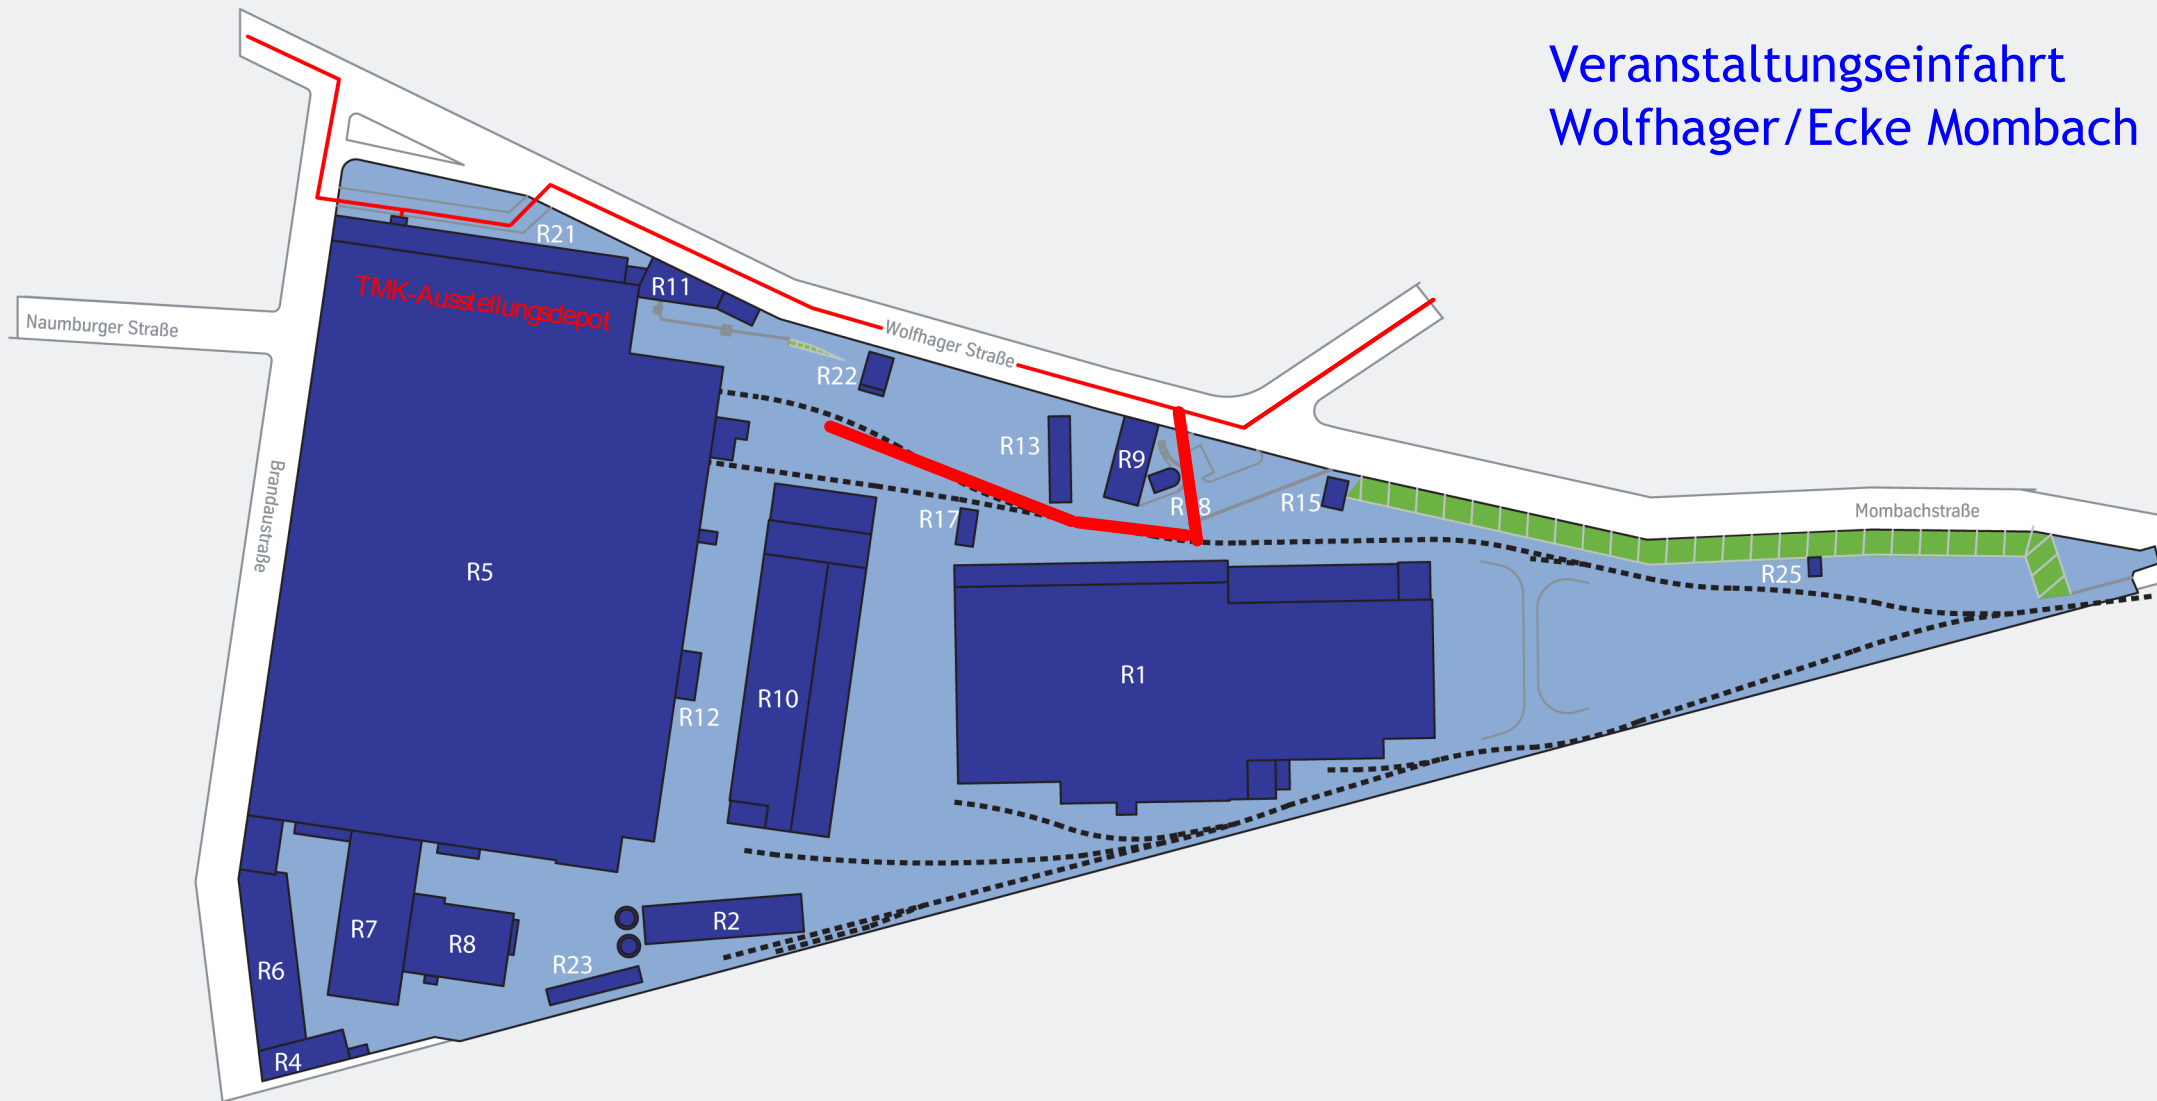 Veranstaltungseinfahrt
Wolfhager/Ecke Mombach
R21
TMK-Ausstellungsdepot
R11
Naumburger Straße
Wolfhager Straße
R22
R13
R9
R18
R15
R17
Mombachstraße
R25
Brandaustraße
R5
R1
R10
R12
R7
R8
R2
R23
R6
R4